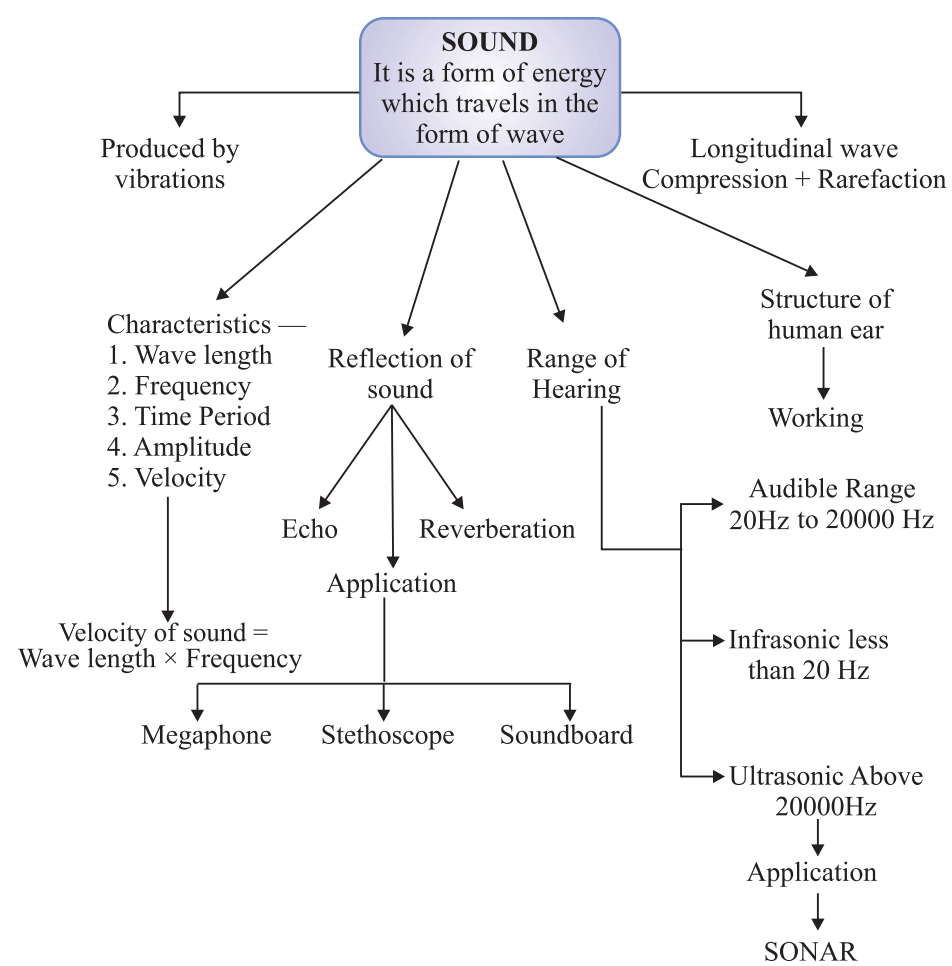 SOUND
It is a form of energy
which travels in the
form of wave
Produced by
vibrations
Longitudinal wave
Compression + Rarefaction
Characteristics —
1. Wave length
2. Frequency
3. Time Period
4. Amplitude
5. Velocity
Velocity of sound =
Wave length × Frequency
Reflection of
sound
Echo
Reverberation
Application
Megaphone
Stethoscope
Soundboard
Range of
Hearing
Structure of
human ear
Working
Audible Range
20Hz to 20000 Hz
Infrasonic less
than 20 Hz
Ultrasonic Above
20000Hz
Application
SONAR